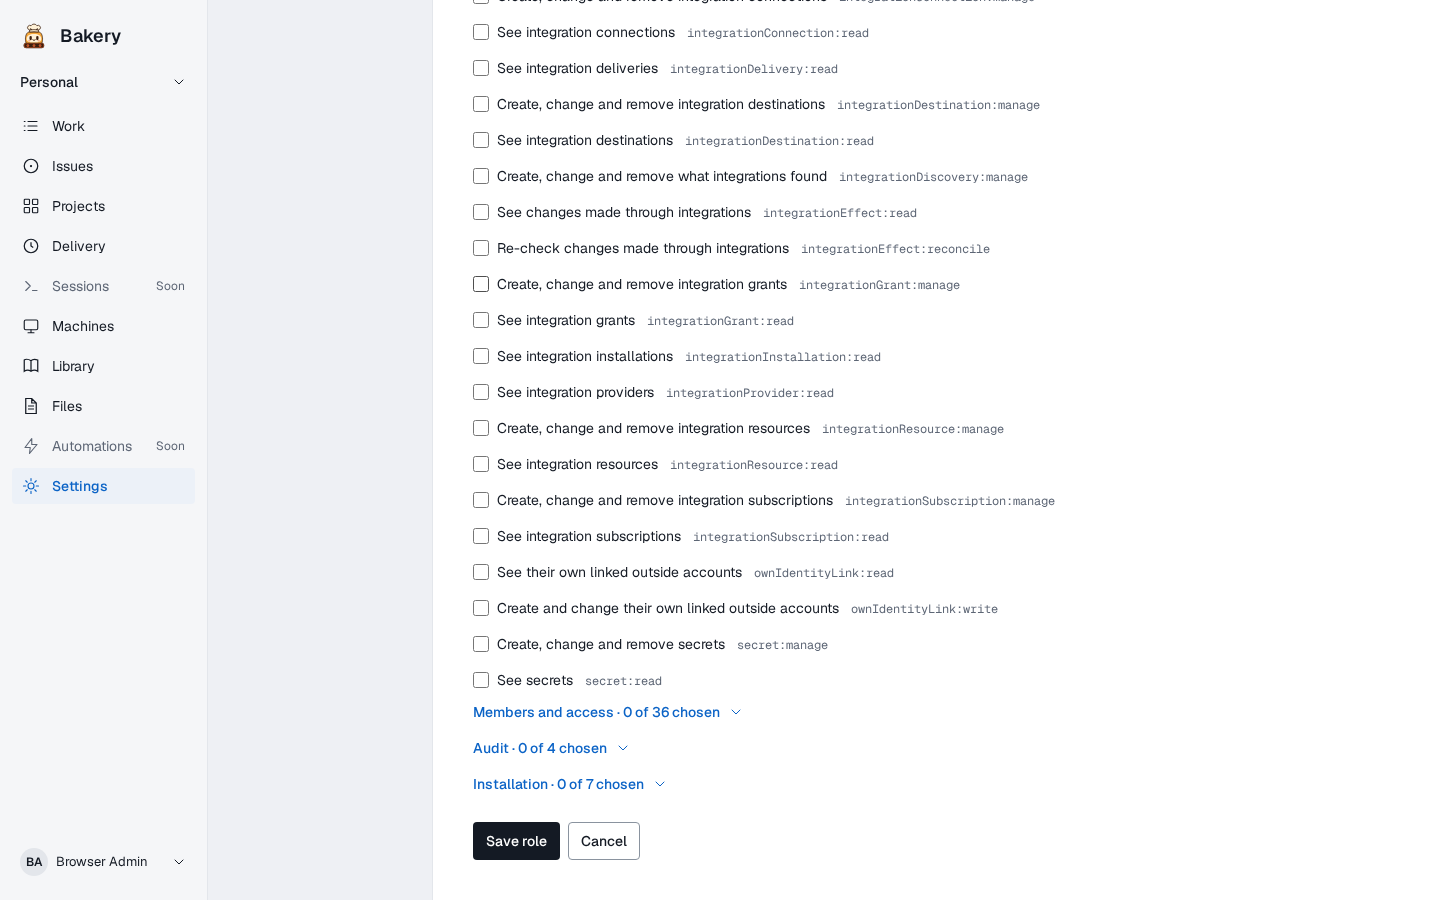 Bakery
Personal
Work
Issues
Projects
Delivery
Sessions Soon
Machines
Library
Files
Automations Soon
Settings
BA Browser Admin
See integration connections integrationConnection:read
See integration deliveries integrationDelivery:read
Create, change and remove integration destinations integrationDestination:manage
See integration destinations integrationDestination:read
Create, change and remove what integrations found integrationDiscovery:manage
See changes made through integrations integrationEffect:read
Re-check changes made through integrations integrationEffect:reconcile
Create, change and remove integration grants integrationGrant:manage
See integration grants integrationGrant:read
See integration installations integrationInstallation:read
See integration providers integrationProvider:read
Create, change and remove integration resources integrationResource:manage
See integration resources integrationResource:read
Create, change and remove integration subscriptions integrationSubscription:manage
See integration subscriptions integrationSubscription:read
See their own linked outside accounts ownIdentityLink:read
Create and change their own linked outside accounts ownIdentityLink:write
Create, change and remove secrets secret:manage
See secrets secret:read
Members and access · 0 of 36 chosen
Audit · 0 of 4 chosen
Installation · 0 of 7 chosen
Save role Cancel